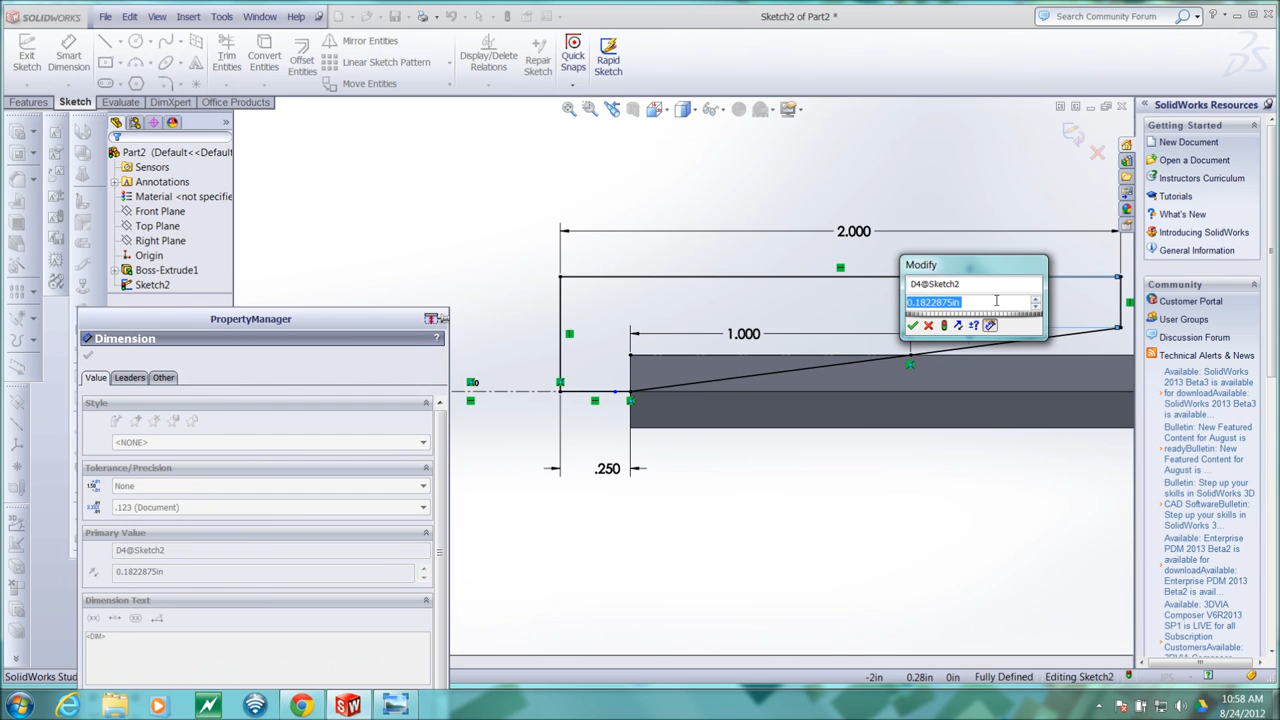 SOLIDWORKS File Edit View Insert Tools Window Help Sketch2 of Part2 * Search Community Forum
Exit Sketch
Smart Dimension
Trim Entities
Convert Entities
Offset Entities
Mirror Entities
Linear Sketch Pattern
Move Entities
Display/Delete Relations
Repair Sketch
Quick Snaps
Rapid Sketch
Features Sketch Evaluate DimXpert Office Products
Part2 (Default<<Default
Sensors
Annotations
Material <not specifie
Front Plane
Top Plane
Right Plane
Origin
Boss-Extrude1
Sketch2
PropertyManager
Dimension
?
Value Leaders Other
Style
<NONE>
Tolerance/Precision
None
.123 (Document)
Primary Value
D4@Sketch2
0.1822875in
Dimension Text
<DIM>
2.000
1.000
.250
Modify
D4@Sketch2
0.1822875in
SolidWorks Resources
Getting Started
New Document
Open a Document
Instructors Curriculum
Tutorials
What's New
Introducing SolidWorks
General Information
Community
Customer Portal
User Groups
Discussion Forum
Technical Alerts & News
Available: SolidWorks
2013 Beta3 is available
for downloadAvailable:
SolidWorks 2013 Beta3
is available...
Bulletin: New Featured
Content for August is
readyBulletin: New
Featured Content for
August is ...
Bulletin: Step up your
skills in SolidWorks 3D
CAD SoftwareBulletin:
Step up your skills in
SolidWorks 3...
Available: Enterprise
PDM 2013 Beta2 is
available for
downloadAvailable:
Enterprise PDM 2013
Beta2 is avail...
Available: 3DVIA
Composer V6R2013
SP1 is LIVE for all
Subscription
CustomersAvailable:
3DVIA Composer
SolidWorks Stud -2in 0.28in 0in Fully Defined Editing Sketch2
10:58 AM
8/24/2012